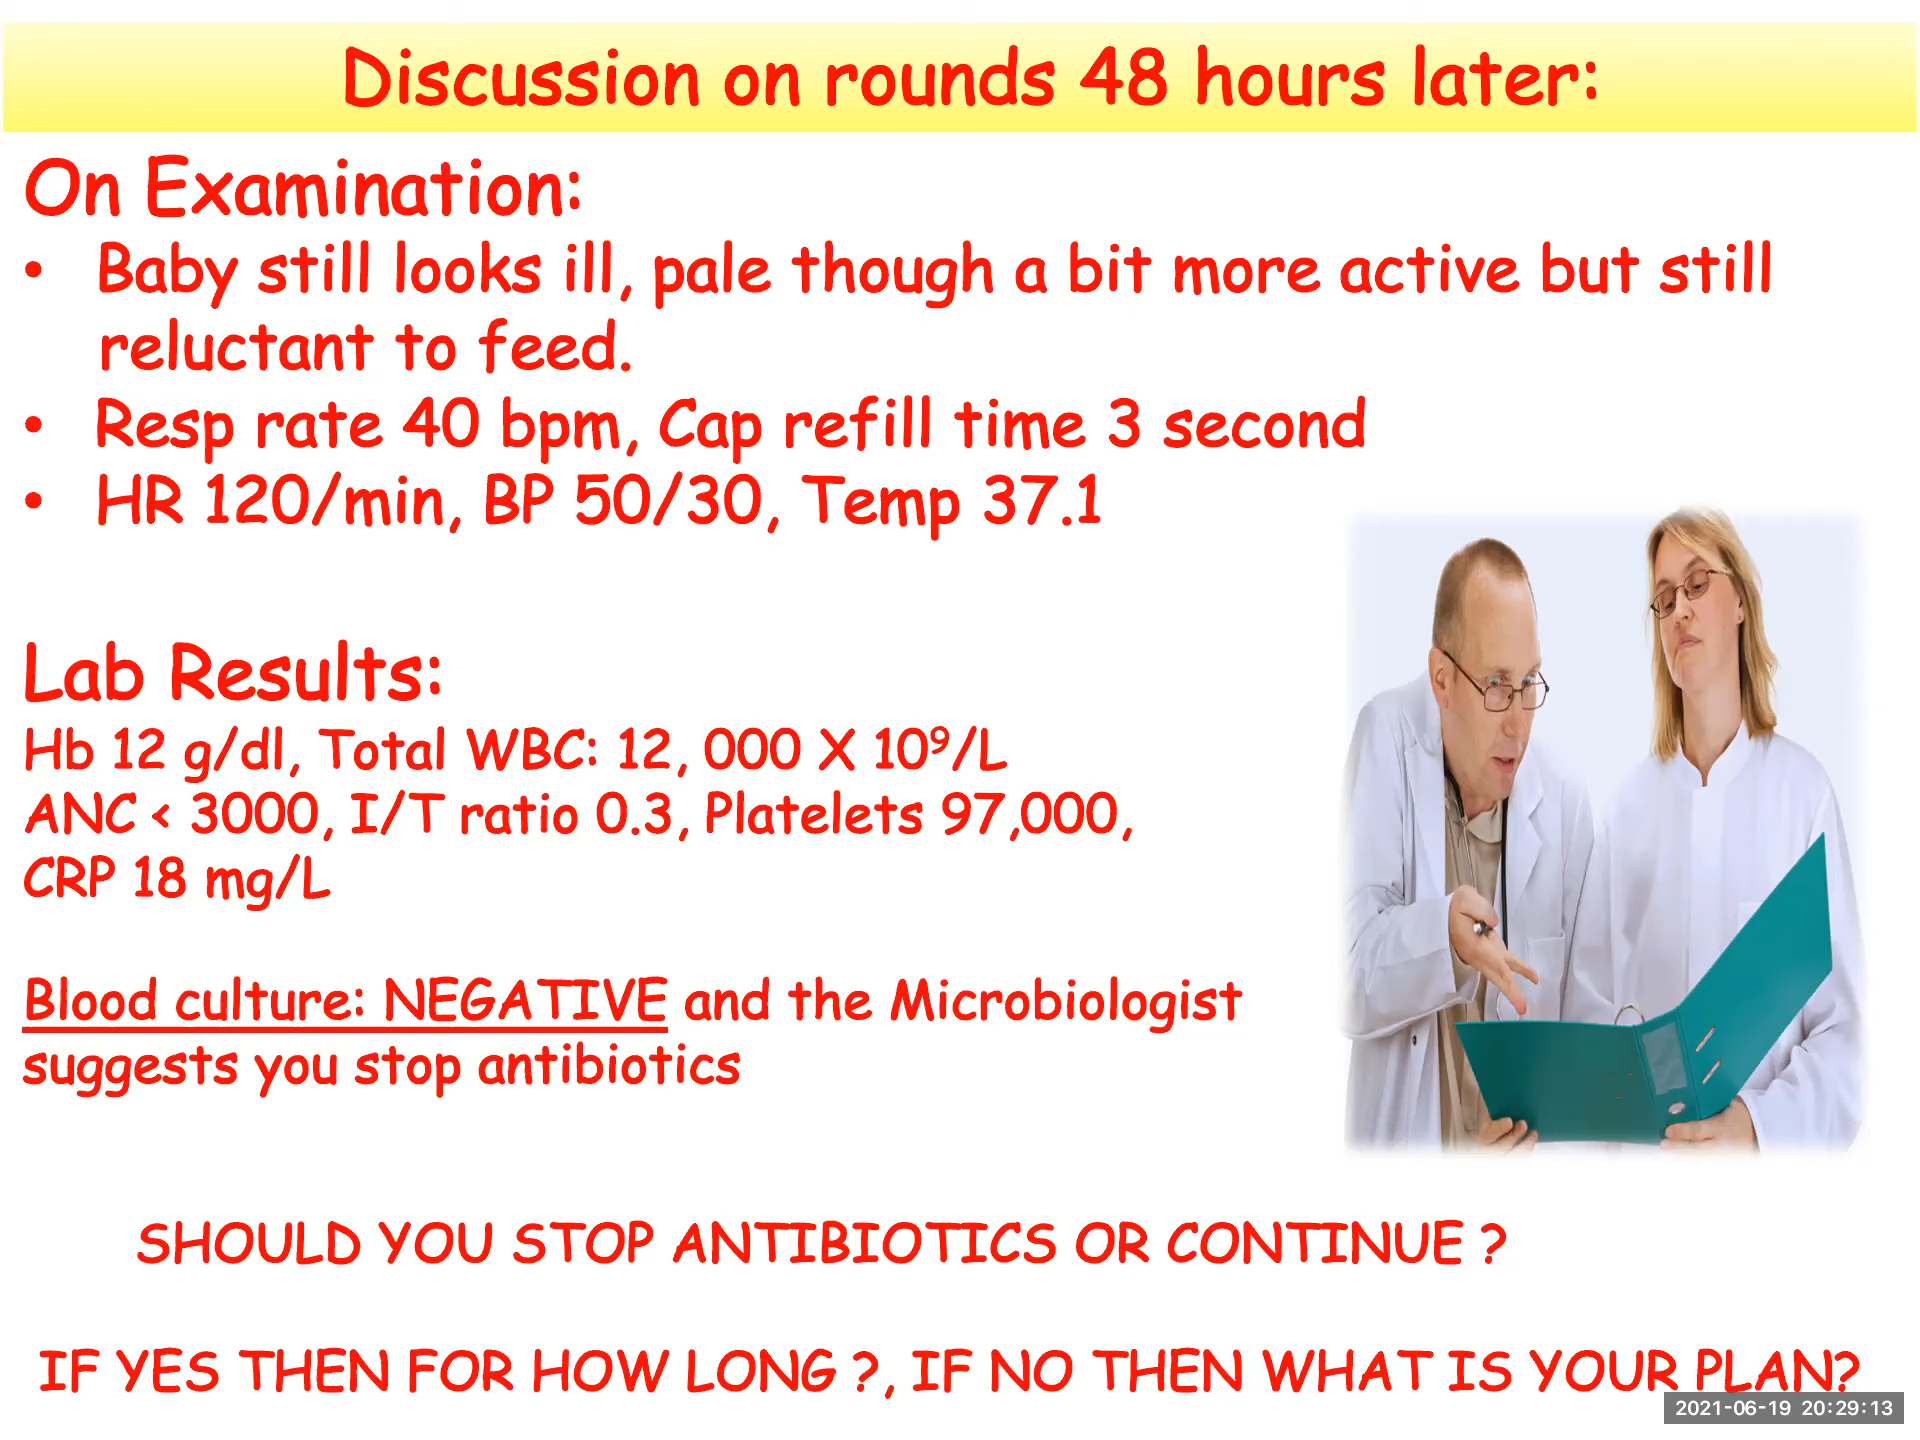 Discussion on rounds 48 hours later:
On Examination:
• Baby still looks ill, pale though a bit more active but still
reluctant to feed.
• Resp rate 40 bpm, Cap refill time 3 second
• HR 120/min, BP 50/30, Temp 37.1
Lab Results:
Hb 12 g/dl, Total WBC: 12, 000 X 10⁹/L
ANC < 3000, I/T ratio 0.3, Platelets 97,000,
CRP 18 mg/L
Blood culture: NEGATIVE and the Microbiologist
suggests you stop antibiotics
SHOULD YOU STOP ANTIBIOTICS OR CONTINUE ?
IF YES THEN FOR HOW LONG ?, IF NO THEN WHAT IS YOUR PLAN?
2021-06-19 20:29:13